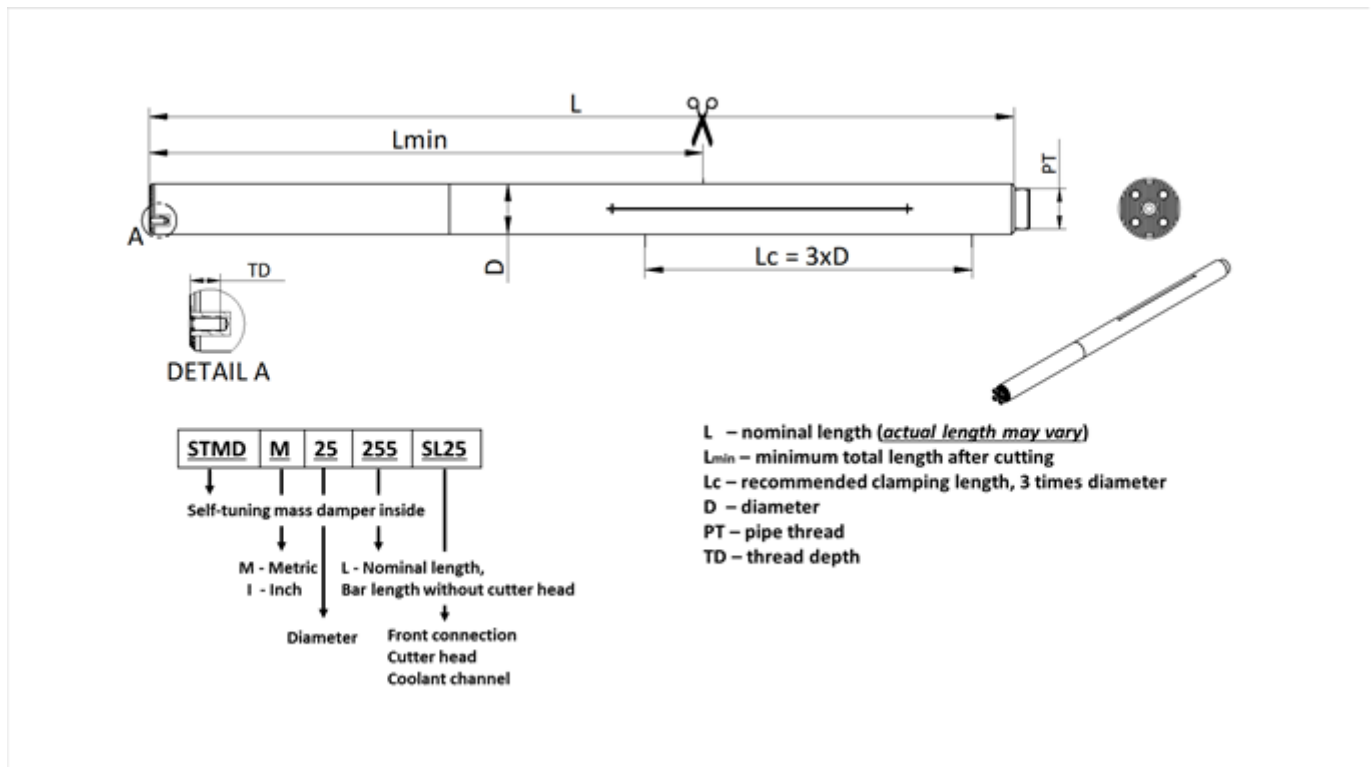 L
Lmin
PT
A
D
Lc = 3xD
TD
DETAIL A
STMD M 25 255 SL25
Self-tuning mass damper inside
M - Metric
I - Inch
L - Nominal length,
Bar length without cutter head
Diameter
Front connection
Cutter head
Coolant channel
L – nominal length (actual length may vary)
Lmin – minimum total length after cutting
Lc – recommended clamping length, 3 times diameter
D – diameter
PT – pipe thread
TD – thread depth